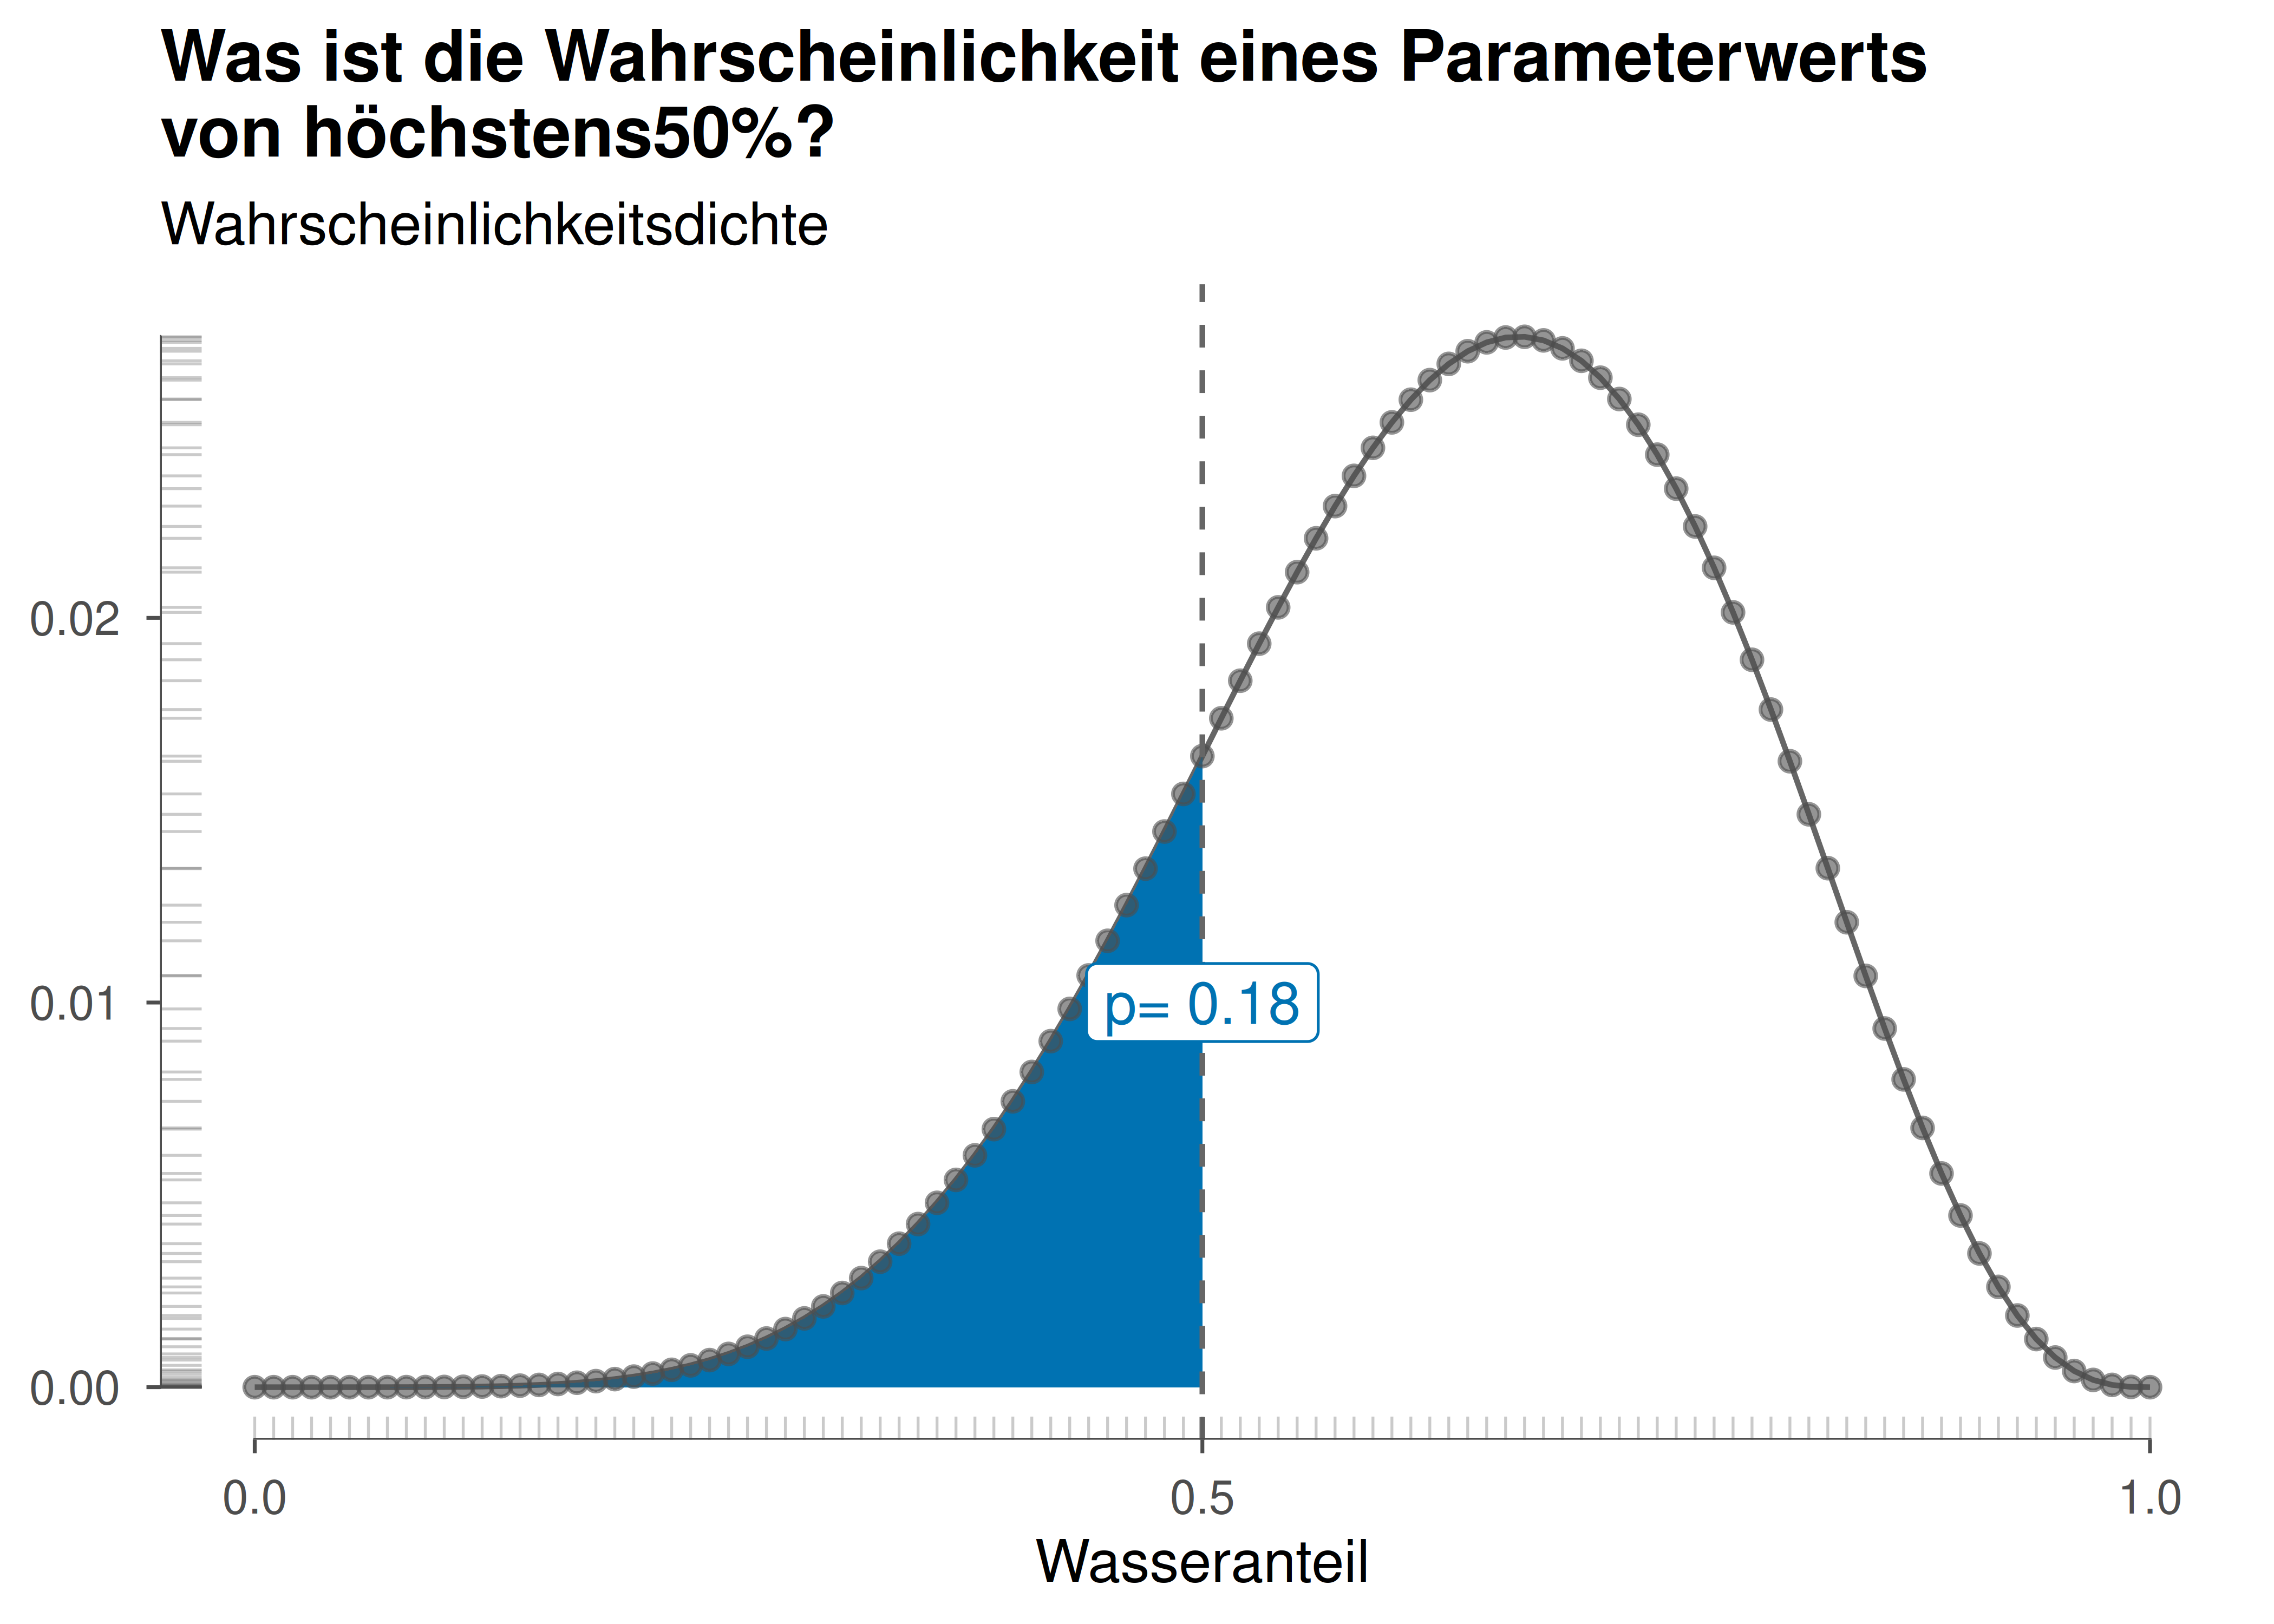 Was ist die Wahrscheinlichkeit eines Parameterwerts
von höchstens50%?
Wahrscheinlichkeitsdichte
0.02
0.01
0.00
p= 0.18
0.0
0.5
1.0
Wasseranteil